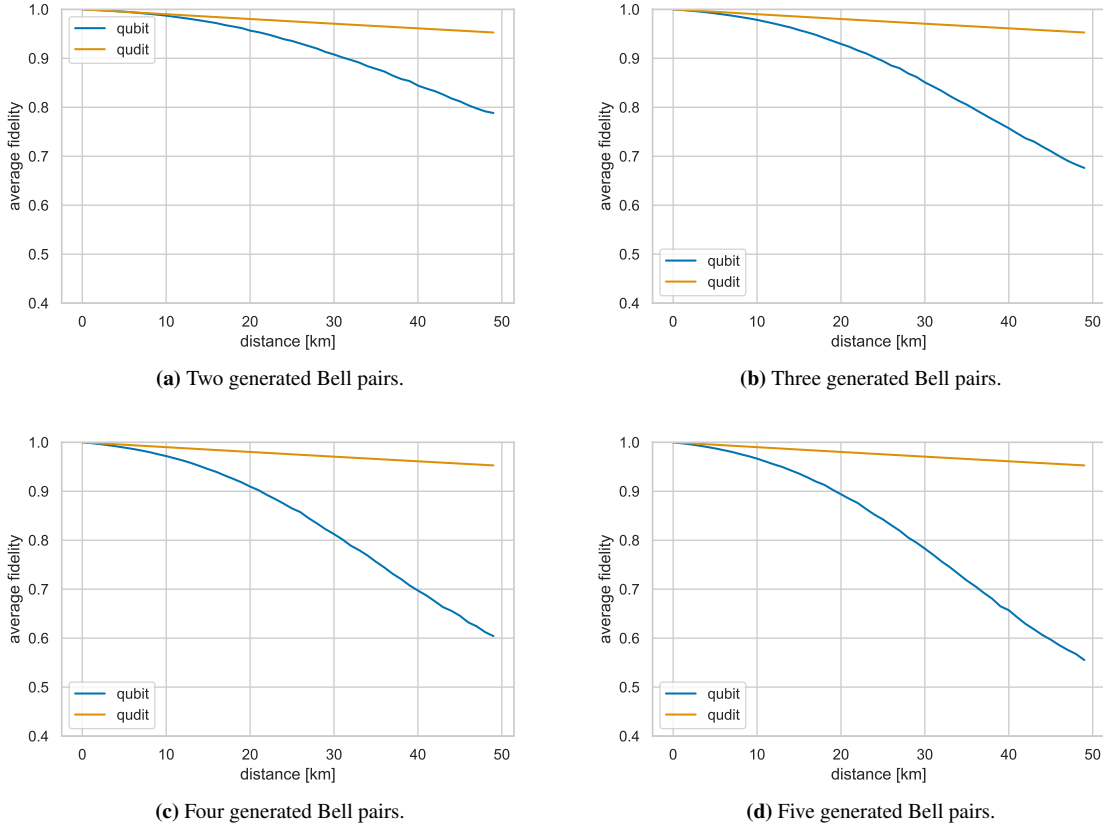 1.0
0.9
0.8
0.7
0.6
0.5
0.4
average fidelity
qubit
qudit
0 10 20 30 40 50
distance [km]
(a) Two generated Bell pairs.
1.0
0.9
0.8
0.7
0.6
0.5
0.4
average fidelity
qubit
qudit
0 10 20 30 40 50
distance [km]
(b) Three generated Bell pairs.
1.0
0.9
0.8
0.7
0.6
0.5
0.4
average fidelity
qubit
qudit
0 10 20 30 40 50
distance [km]
(c) Four generated Bell pairs.
1.0
0.9
0.8
0.7
0.6
0.5
0.4
average fidelity
qubit
qudit
0 10 20 30 40 50
distance [km]
(d) Five generated Bell pairs.